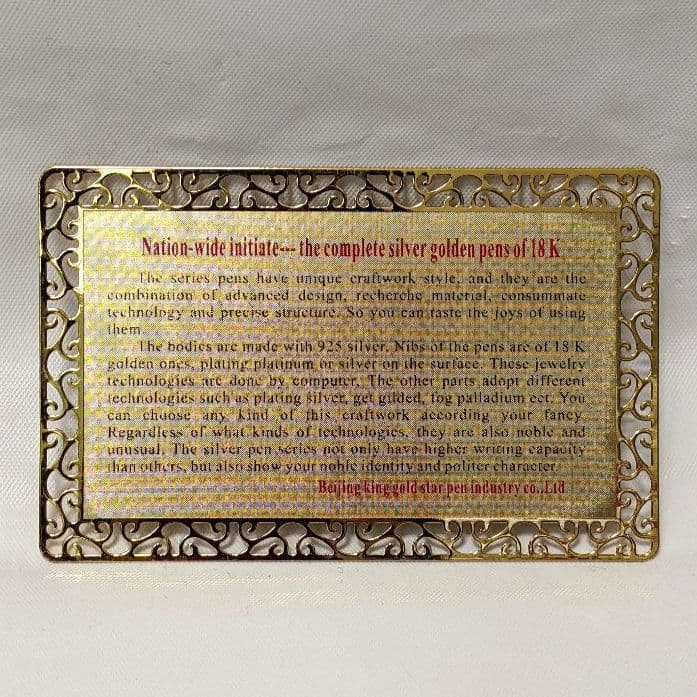 Nation-wide initiate--- the complete silver golden pens of 18 K
The series pens have unique craftwork style, and they are the
combination of advanced design, recherche material, consummate
technology and precise structure. So you can taste the joys of using
them.
The bodies are made with 925 silver. Nibs of the pens are of 18 K
golden ones, plating platinum or silver on the surface. These jewelry
technologies are done by computer. The other parts adopt different
technologies such as plating silver, get gilded, fog palladium ect. You
can choose any kind of this craftwork according your fancy.
Regardless of what kinds of technologies, they are also noble and
unusual. The silver pen series not only have higher writing capacity
than others, but also show your noble identity and politer character.
Beijing king gold star pen industry co.,Ltd